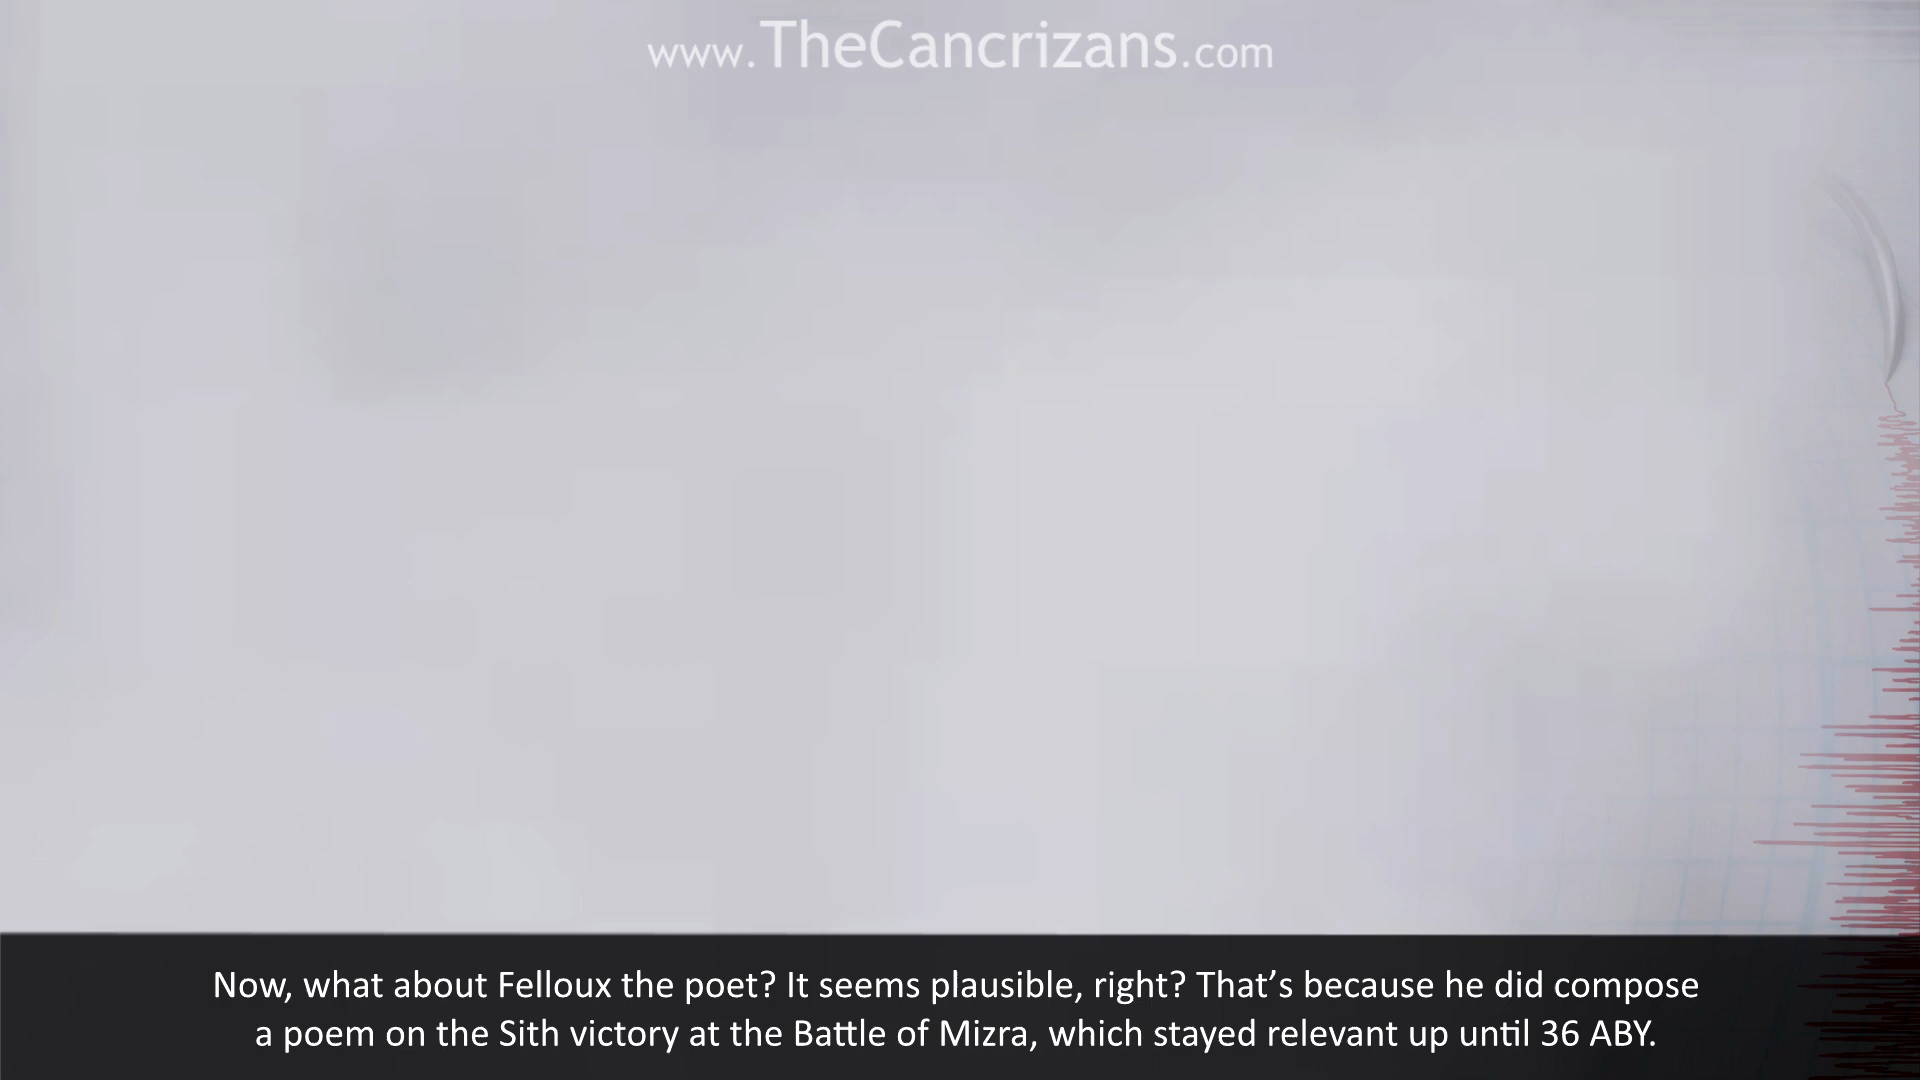 www.TheCancrizans.com
Now, what about Felloux the poet? It seems plausible, right? That’s because he did compose
a poem on the Sith victory at the Battle of Mizra, which stayed relevant up until 36 ABY.